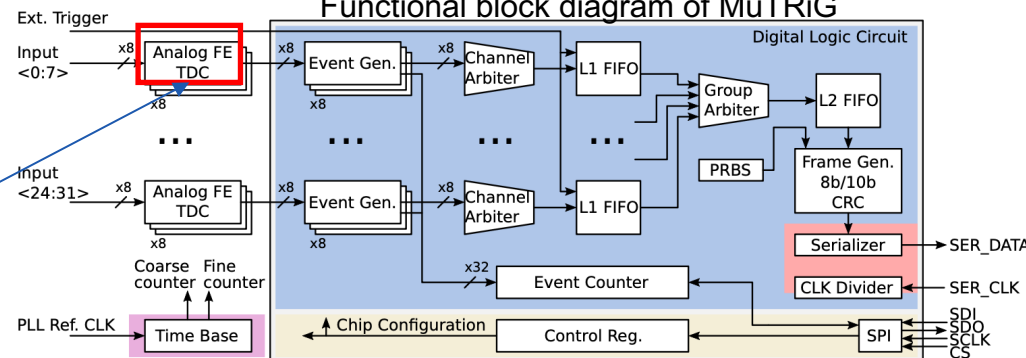 Functional block diagram of MuTRiG
Ext. Trigger
Digital Logic Circuit
Input
<0:7>
x8
Analog FE
TDC
x8
x8
Event Gen.
x8
x8
Channel
Arbiter
L1 FIFO
Group
Arbiter
L2 FIFO
...
...
...
...
PRBS
Frame Gen.
8b/10b
CRC
Input
<24:31>
x8
Analog FE
TDC
x8
x8
Event Gen.
x8
x8
Channel
Arbiter
L1 FIFO
Serializer
SER_DATA
Coarse
counter
Fine
counter
x32
Event Counter
CLK Divider
SER_CLK
PLL Ref. CLK
Time Base
Chip Configuration
Control Reg.
SPI
SDI
SDO
SCLK
CS